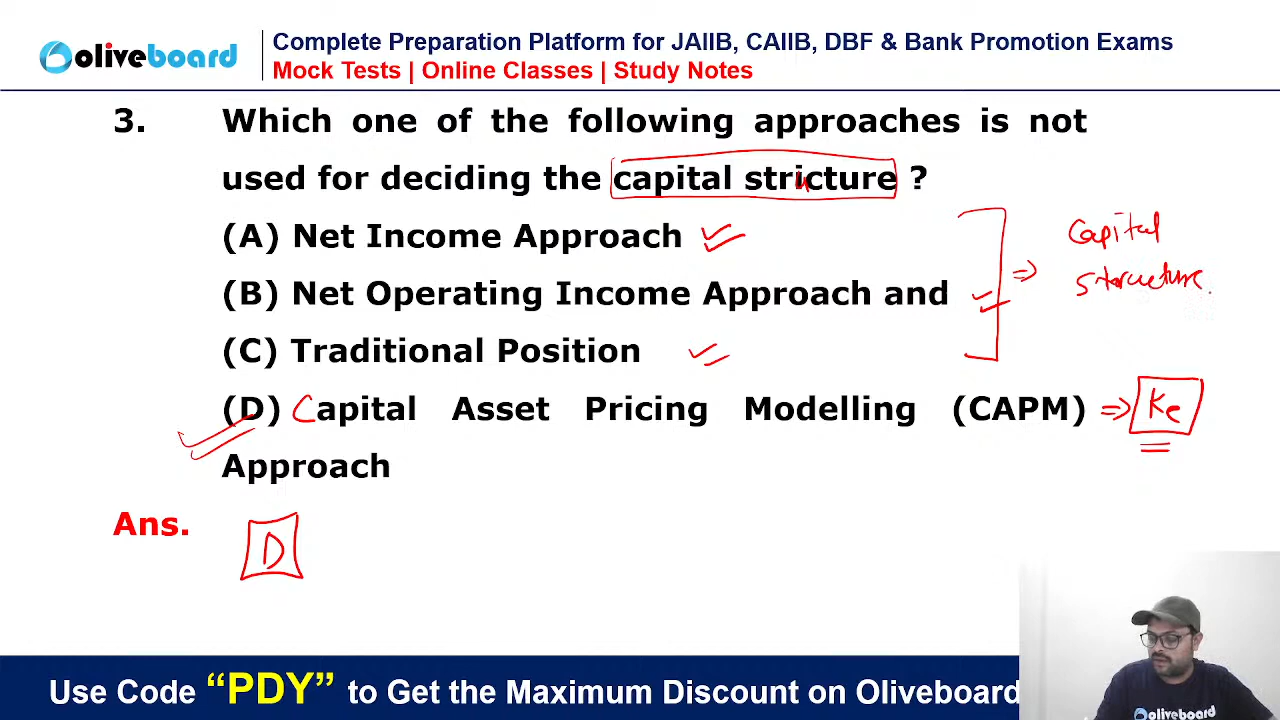 oliveboard
Complete Preparation Platform for JAIIB, CAIIB, DBF & Bank Promotion Exams
Mock Tests | Online Classes | Study Notes
3. Which one of the following approaches is not
used for deciding the capital stricture ?
u
(A) Net Income Approach
(B) Net Operating Income Approach and
(C) Traditional Position
(D) Capital Asset Pricing Modelling (CAPM) ⇒ Ke
Approach
⇒ Capital
structure.
Ans. D
Use Code “PDY” to Get the Maximum Discount on Oliveboard
oliveboard